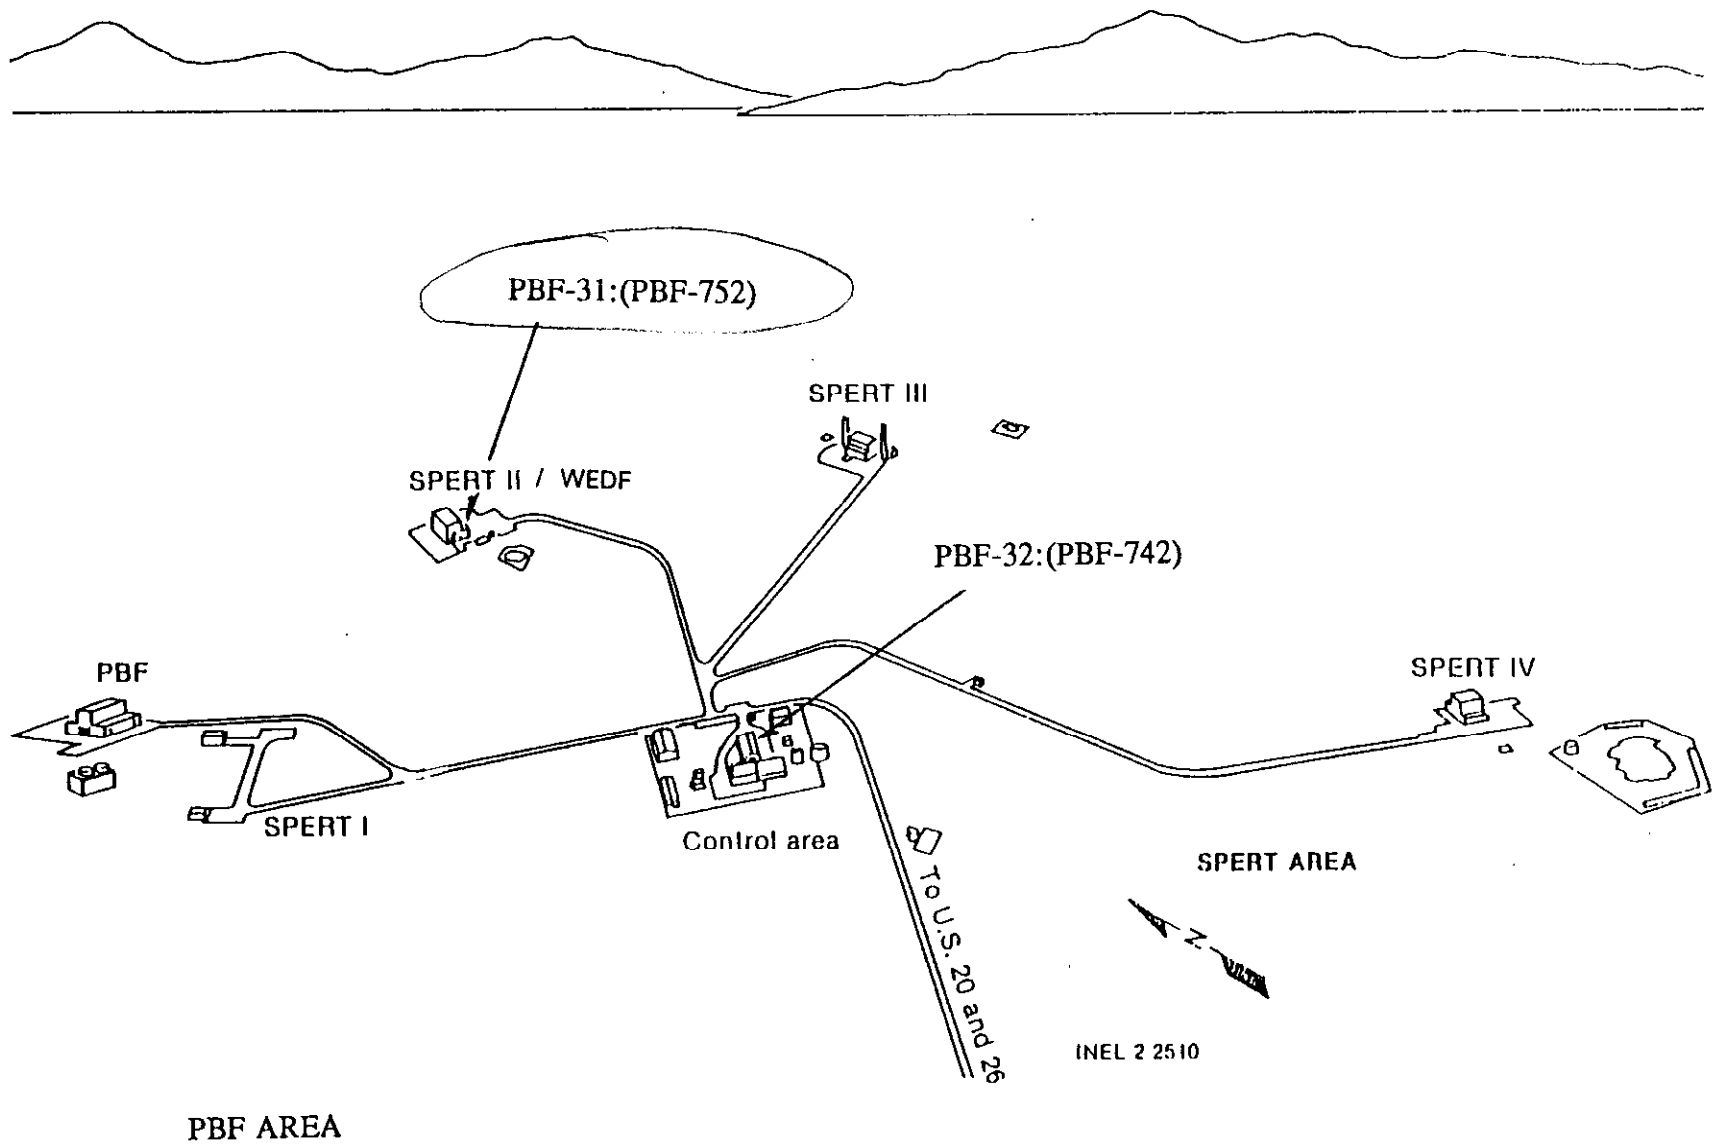 PBF-31:(PBF-752)
SPERT III
SPERT II / WEDF
PBF-32:(PBF-742)
PBF
SPERT IV
SPERT I
Control area
SPERT AREA
To U.S. 20 and 26
N
INEL 2 2510
PBF AREA